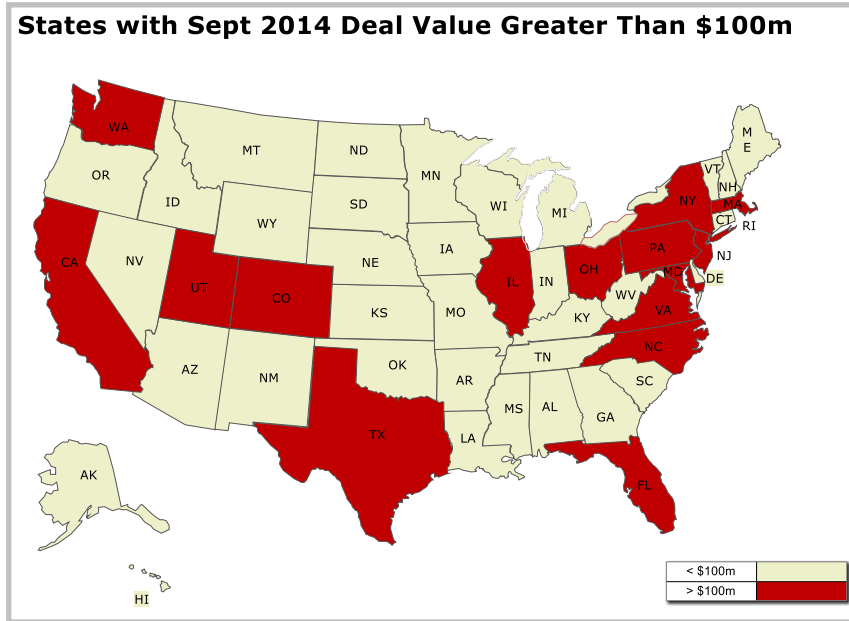 States with Sept 2014 Deal Value Greater Than $100m
WA
MT
ND
MN
M
E
OR
ID
WY
SD
WI
MI
NY
VT
NH
MA
CT
RI
CA
NV
UT
CO
NE
IA
IL
IN
OH
PA
NJ
MD
DE
KS
MO
KY
WV
VA
AZ
NM
OK
AR
TN
NC
SC
TX
LA
MS
AL
GA
FL
AK
HI
< $100m
> $100m